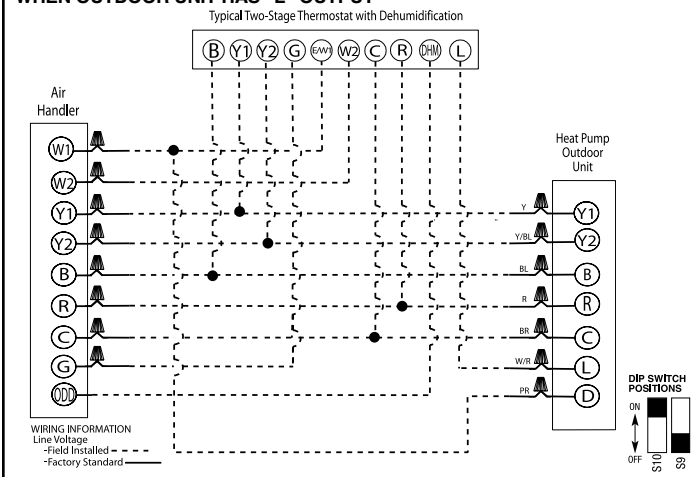 WHEN OUTDOOR UNIT HAS "L" OUTPUT
Typical Two-Stage Thermostat with Dehumidification
B Y1 Y2 G E/W1 W2 C R DHM L
Air
Handler
W1
W2
Y1
Y2
B
R
C
G
ODD
Heat Pump
Outdoor
Unit
Y Y1
Y/BL Y2
BL B
R R
BR C
W/R L
PR D
DIP SWITCH
POSITIONS
ON
OFF
S10 S9
WIRING INFORMATION
Line Voltage
-Field Installed
-Factory Standard